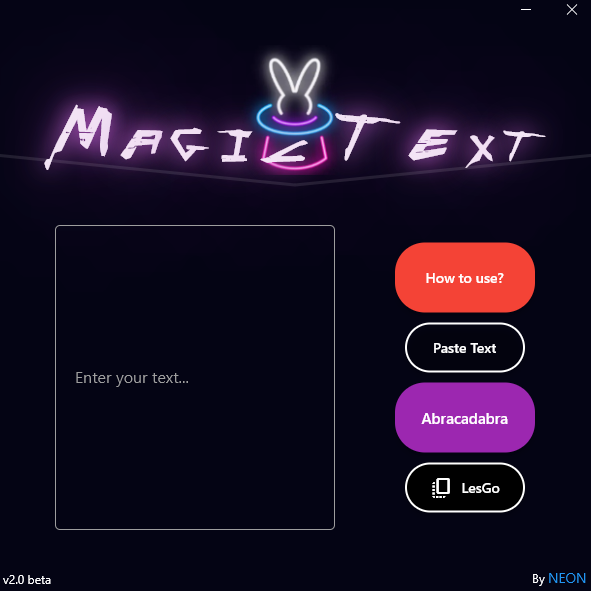 Magic Text
Enter your text...
How to use?
Paste Text
Abracadabra
LesGo
v2.0 beta
By NEON